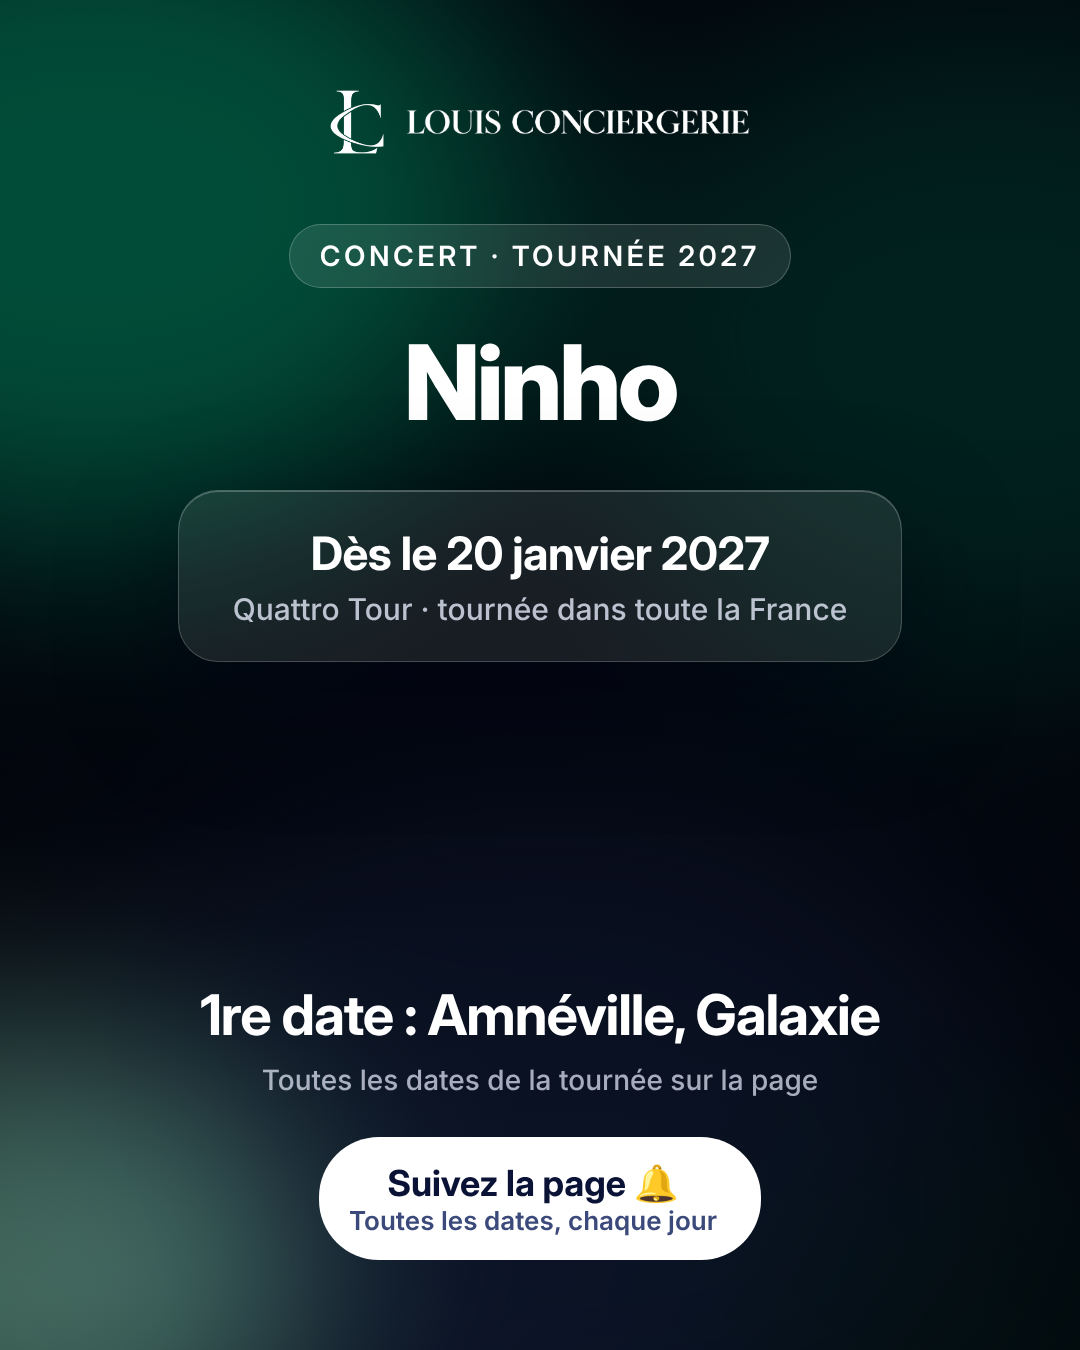 LC LOUIS CONCIERGERIE
CONCERT · TOURNÉE 2027
Ninho
Dès le 20 janvier 2027
Quattro Tour · tournée dans toute la France
1re date : Amnéville, Galaxie
Toutes les dates de la tournée sur la page
Suivez la page 🔔
Toutes les dates, chaque jour